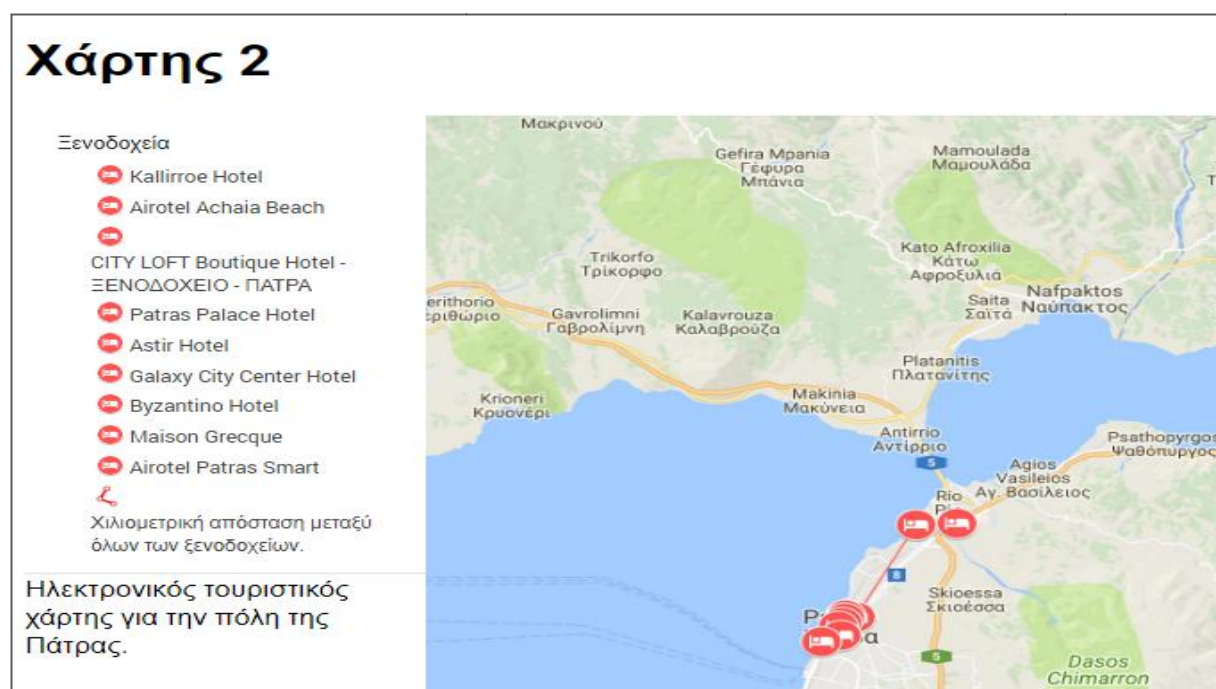 Χάρτης 2
Ξενοδοχεία
Kallirroe Hotel
Airotel Achaia Beach
CITY LOFT Boutique Hotel -
ΞΕΝΟΔΟΧΕΙΟ - ΠΑΤΡΑ
Patras Palace Hotel
Astir Hotel
Galaxy City Center Hotel
Byzantino Hotel
Maison Grecque
Airotel Patras Smart
Χιλιομετρική απόσταση μεταξύ
όλων των ξενοδοχείων.
Ηλεκτρονικός τουριστικός
χάρτης για την πόλη της
Πάτρας.
Μακρινού
Gefira Mpania
Γέφυρα
Μπάνια
Mamoulada
Μαμουλάδα
Trikorfo
Τρίκορφο
Kato Afroxilia
Κάτω
Αφροξυλιά
Nafpaktos
Ναύπακτος
Saita
Σαϊτά
erithorio
εριθώριο
Gavrolimni
Γαβρολίμνη
Kalavrouza
Καλαβρούζα
Platanitis
Πλατανίτης
Krioneri
Κρυονέρι
Makinia
Μακύνεια
Antirrio
Αντίρριο
5
Psathopyrgos
Ψαθόπυργος
Agios
Vasileios
Αγ. Βασίλειος
Rio
8
Skioessa
Σκιόεσσα
5
Dasos
Chimarron